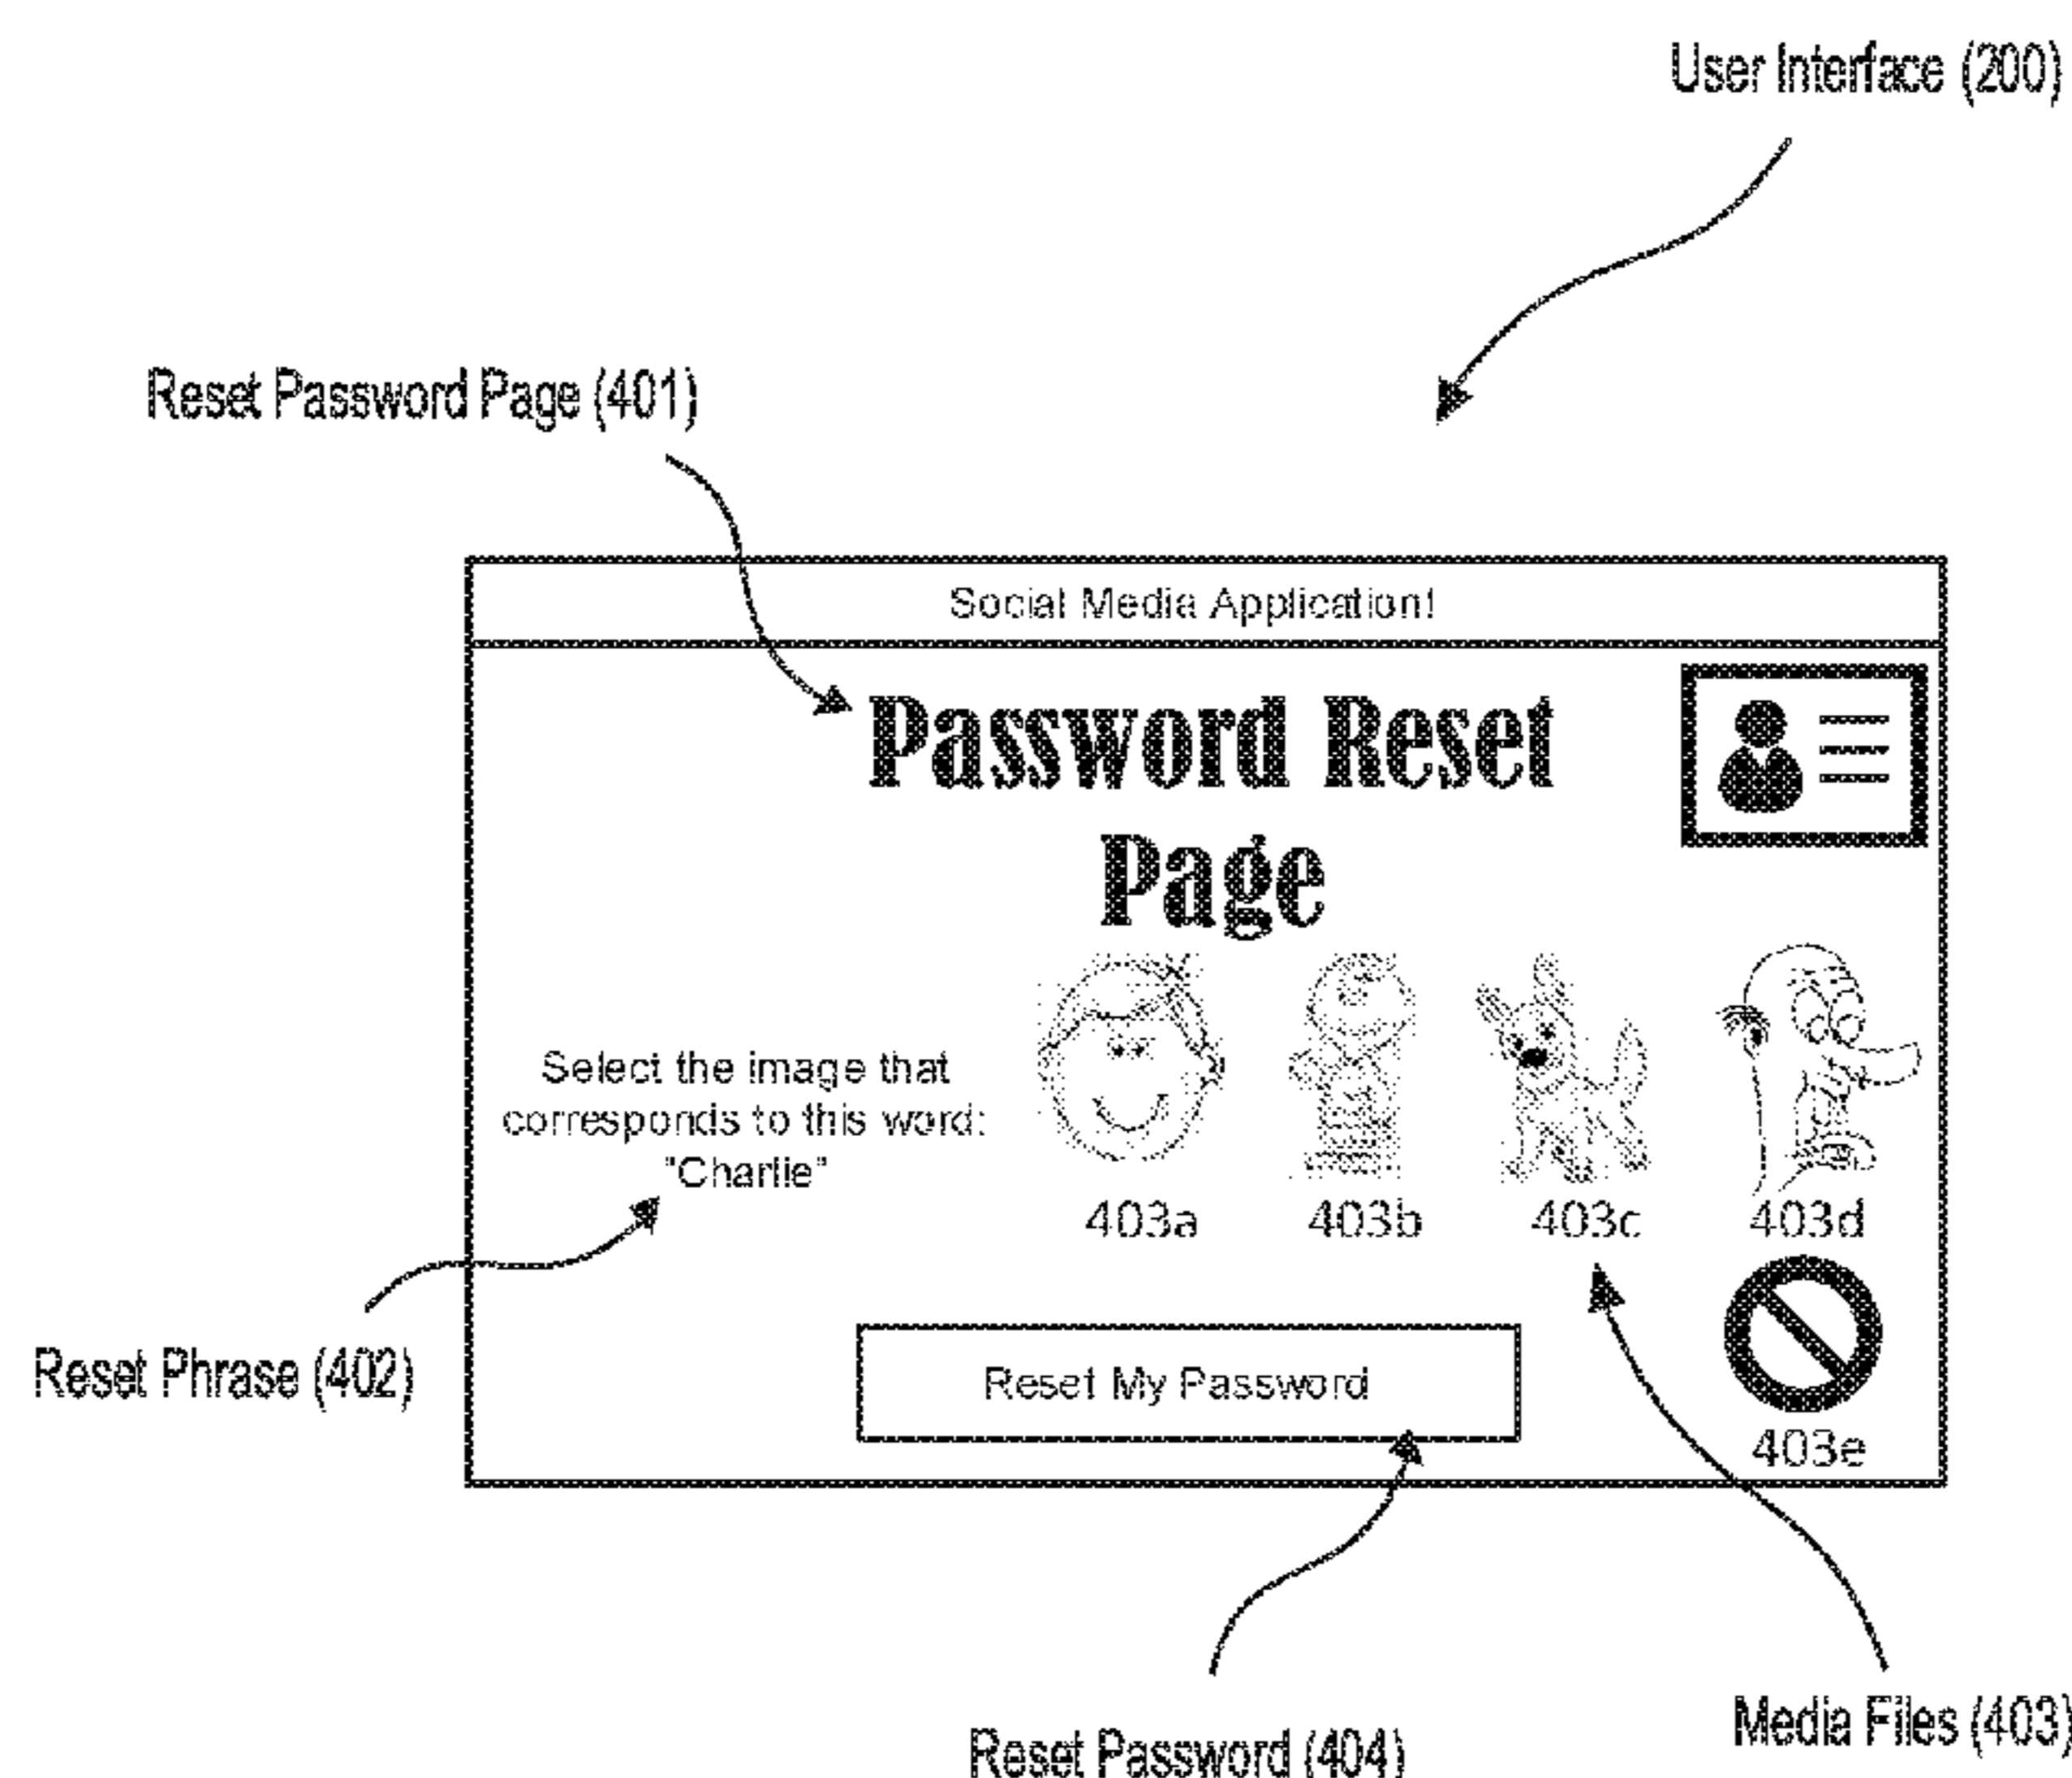 User Interface (200)
Reset Password Page (401)
Social Media Application!
Password Reset
Page
Select the image that
corresponds to this word:
"Charlie"
403a
403b
403c
403d
Reset Phrase (402)
Reset My Password
403e
Reset Password (404)
Media Files (403)